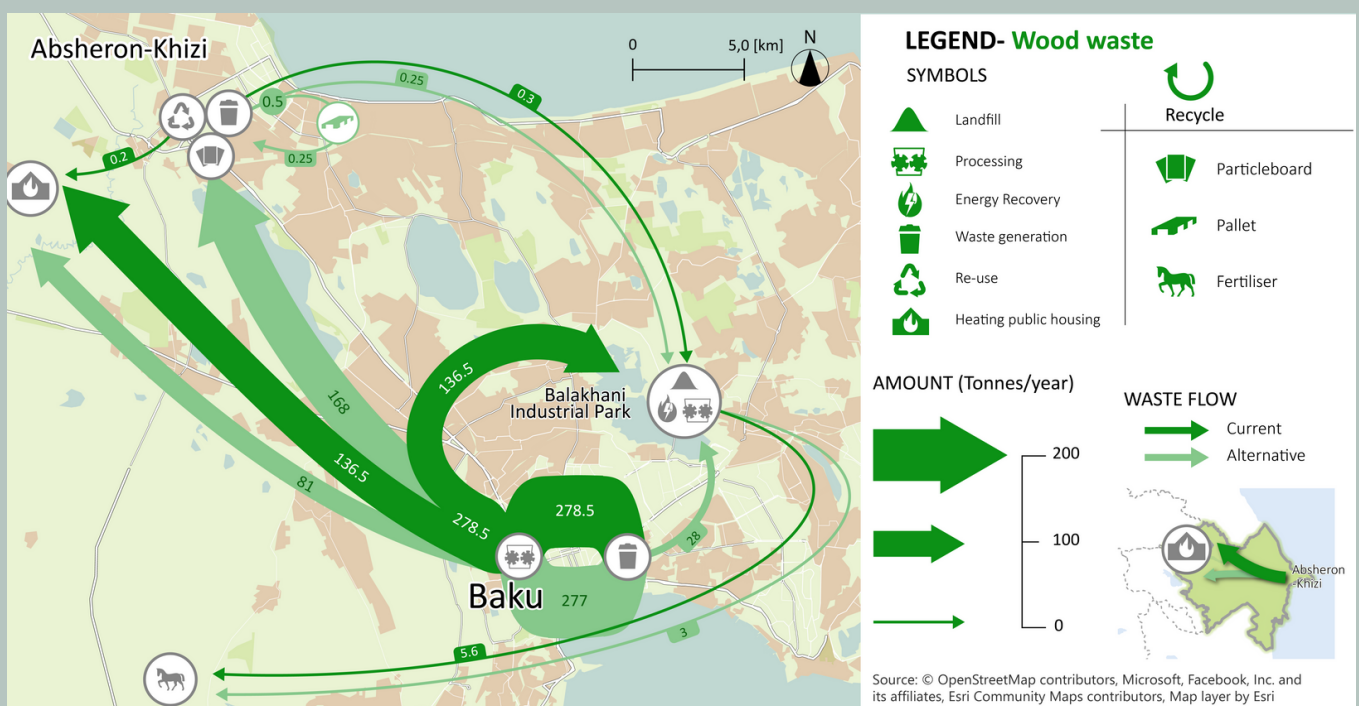 Absheron-Khizi
0
5,0 [km]
N
0.25
0.3
0.5
0.25
0.2
136.5
Balakhani
Industrial Park
168
136.5
81
278.5
278.5
28
277
Baku
3
5.6
LEGEND- Wood waste
SYMBOLS
Landfill
Processing
Energy Recovery
Waste generation
Re-use
Heating public housing
Recycle
Particleboard
Pallet
Fertiliser
AMOUNT (Tonnes/year)
200
100
0
WASTE FLOW
Current
Alternative
Absheron
-Khizi
Source: © OpenStreetMap contributors, Microsoft, Facebook, Inc. and
its affiliates, Esri Community Maps contributors, Map layer by Esri